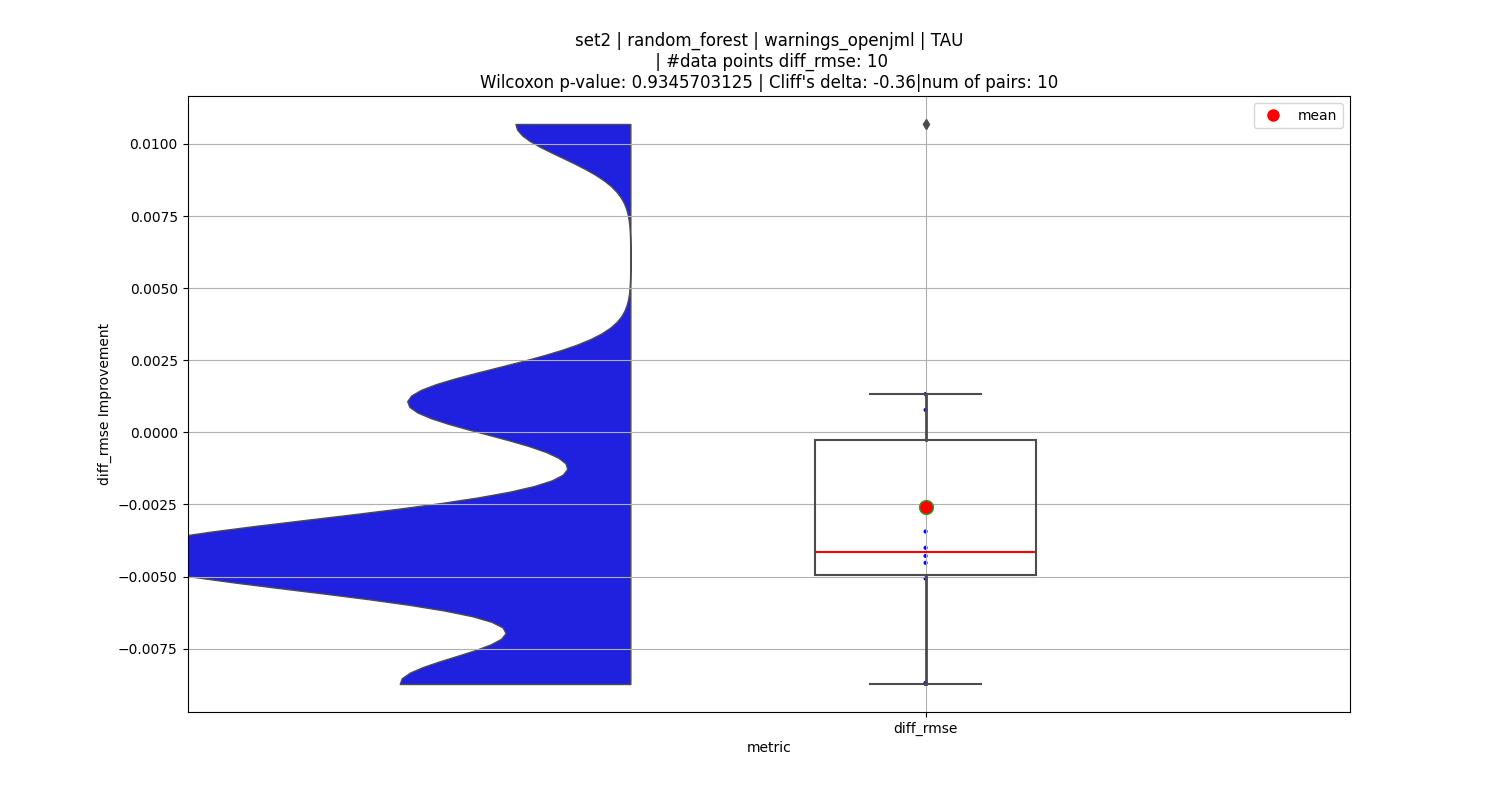 set2 | random_forest | warnings_openjml | TAU
| #data points diff_rmse: 10
Wilcoxon p-value: 0.9345703125 | Cliff's delta: -0.36|num of pairs: 10
mean
0.0100
0.0075
0.0050
0.0025
0.0000
−0.0025
−0.0050
−0.0075
diff_rmse Improvement
diff_rmse
metric